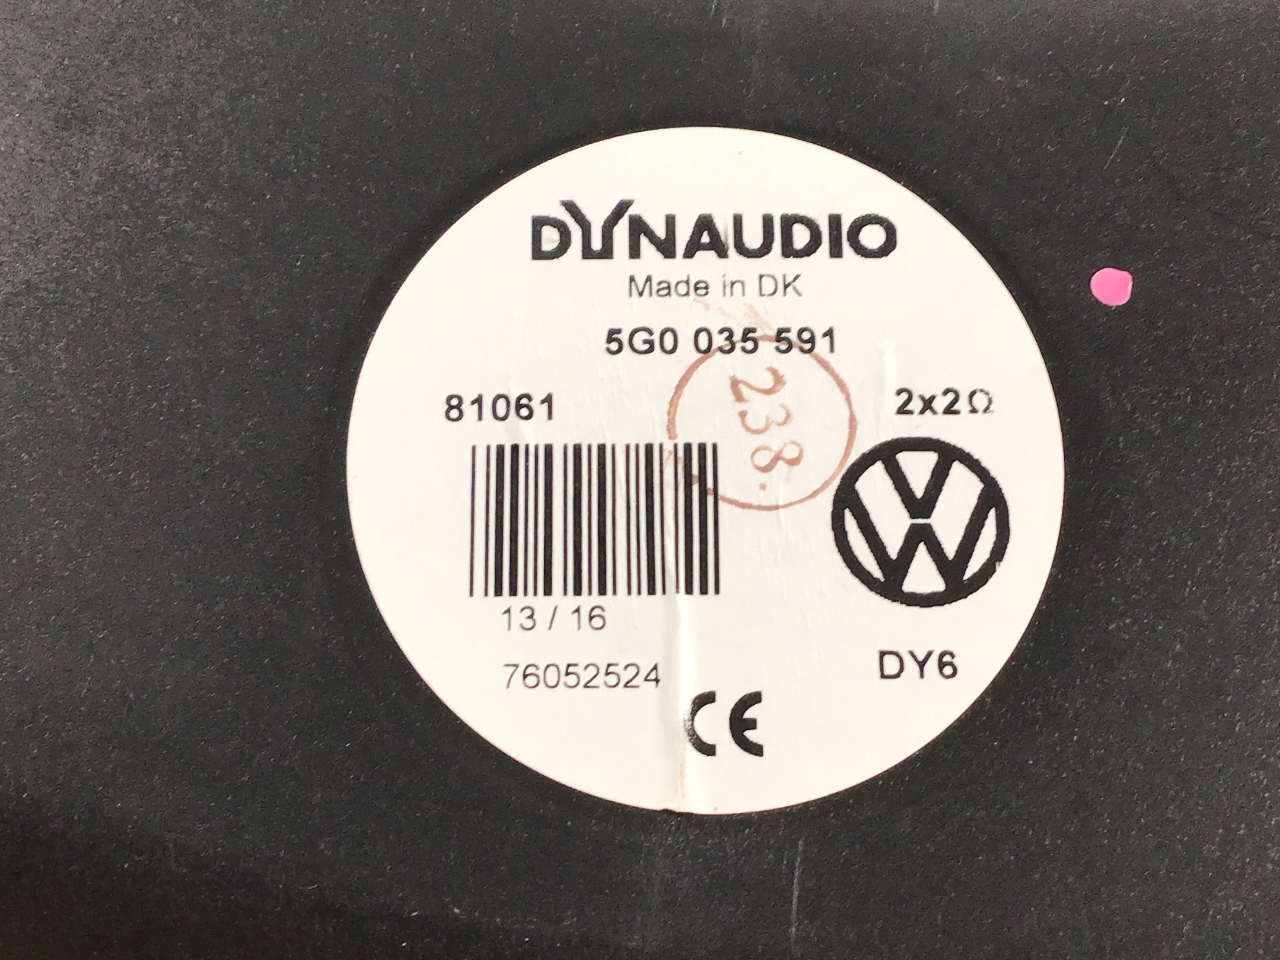 DYNAUDIO
Made in DK
5G0 035 591
81061
2x2Ω
238.
13 / 16
76052524
DY6
CE